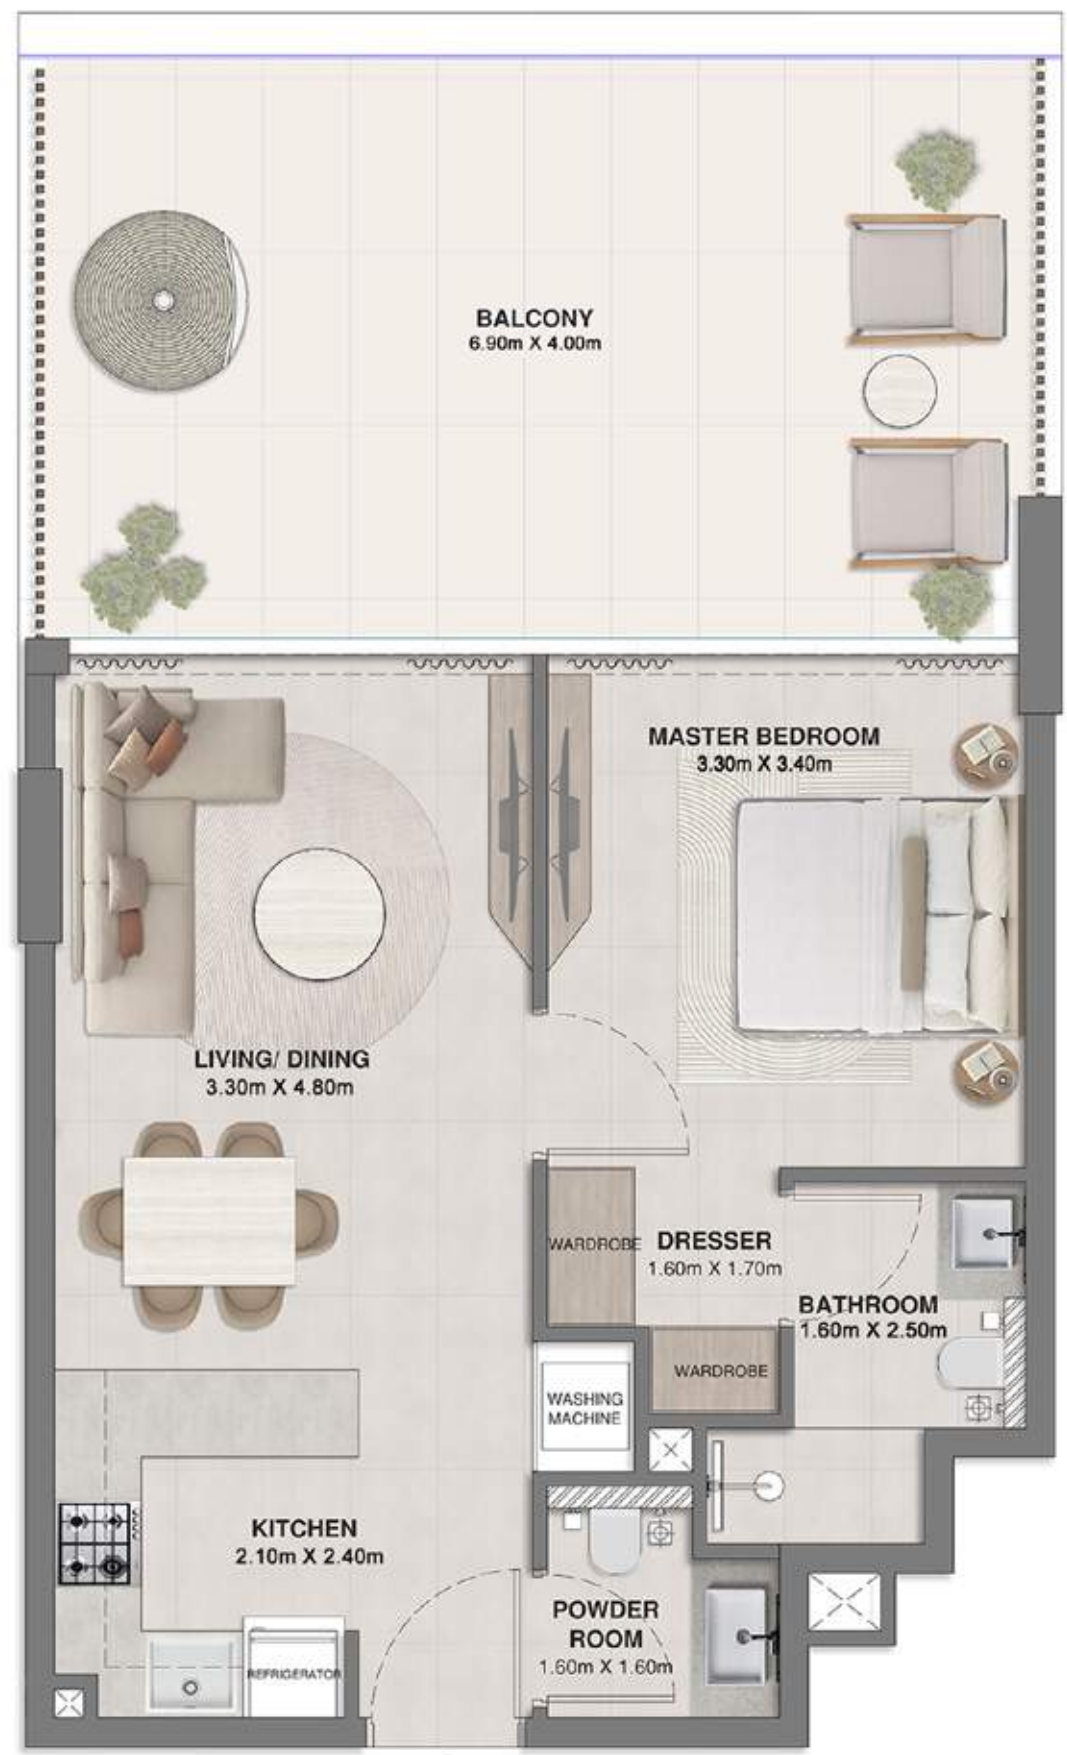 BALCONY
6.90m X 4.00m
MASTER BEDROOM
3.30m X 3.40m
LIVING/ DINING
3.30m X 4.80m
WARDROBE
DRESSER
1.60m X 1.70m
BATHROOM
1.60m X 2.50m
WARDROBE
WASHING
MACHINE
KITCHEN
2.10m X 2.40m
POWDER
ROOM
1.60m X 1.60m
REFRIGERATOR